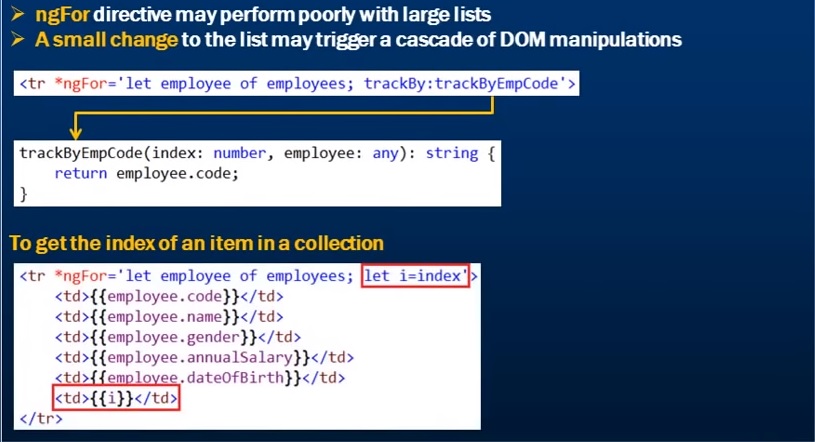 ngFor directive may perform poorly with large lists
A small change to the list may trigger a cascade of DOM manipulations
<tr *ngFor='let employee of employees; trackBy:trackByEmpCode'>
trackByEmpCode(index: number, employee: any): string {
    return employee.code;
}
To get the index of an item in a collection
<tr *ngFor='let employee of employees; let i=index'>
    <td>{{employee.code}}</td>
    <td>{{employee.name}}</td>
    <td>{{employee.gender}}</td>
    <td>{{employee.annualSalary}}</td>
    <td>{{employee.dateOfBirth}}</td>
    <td>{{i}}</td>
</tr>